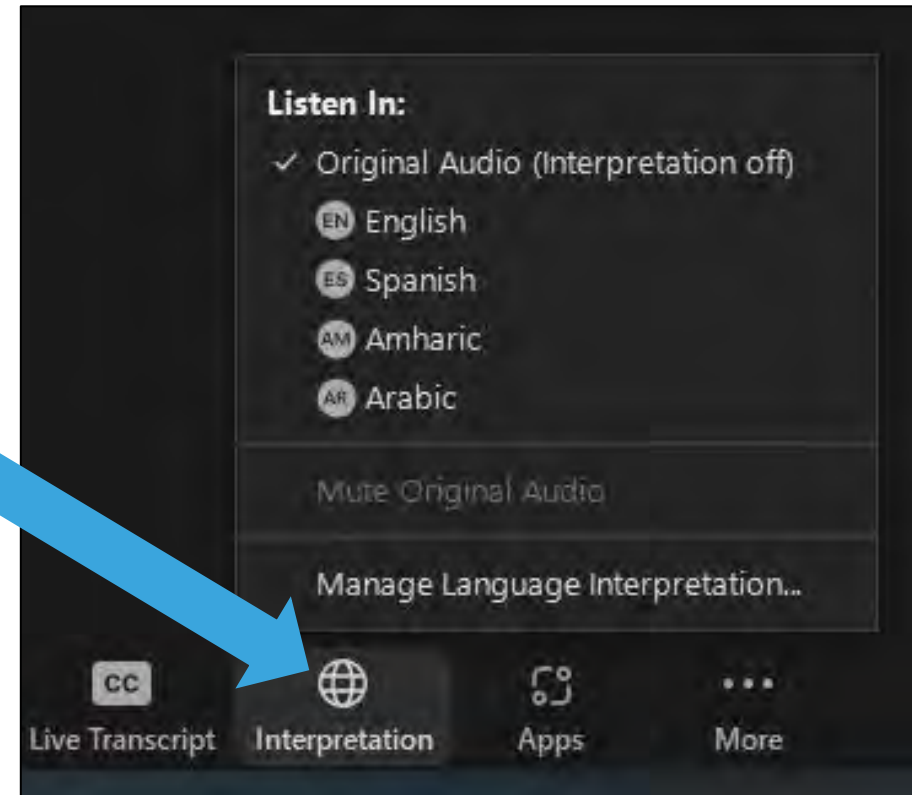 Listen In:
✓ Original Audio (Interpretation off)
EN English
ES Spanish
AM Amharic
AR Arabic
Mute Original Audio
Manage Language Interpretation...
CC
Live Transcript Interpretation Apps More